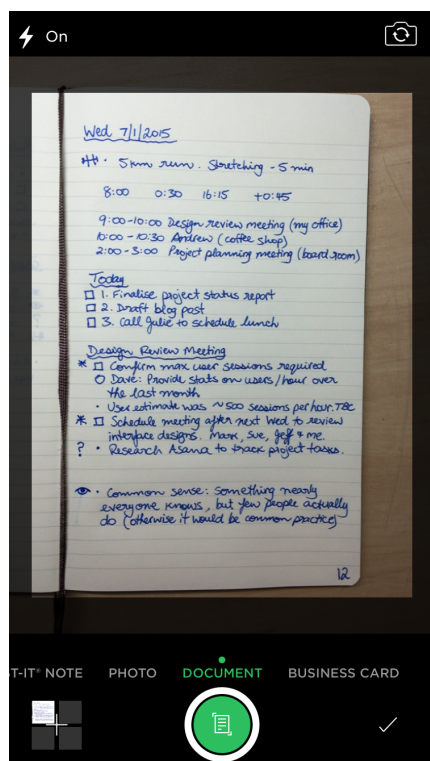 On
Wed 7/1/2015
· 5km run. Stretching - 5 min
8:00 0:30 16:15 +0:45
9:00-10:00 Design review meeting (my office)
10:00-10:30 Andrew (coffee shop)
2:00-3:00 Project planning meeting (board room)
Today
□ 1. Finalise project status report
□ 2. Draft blog post
□ 3. Call Julie to schedule lunch
Design Review Meeting
* □ Confirm max user sessions required
O Dave: Provide stats on users/hour over
the last month
· User estimate was ~500 sessions per hour. TBC
* □ Schedule meeting after next Wed to review
interface designs. Mark, Sue, Jeff & me.
? · Research Asana to track project tasks.
· Common sense: something nearly
everyone knows, but few people actually
do (otherwise it would be common practice)
12
T-IT® NOTE PHOTO DOCUMENT BUSINESS CARD